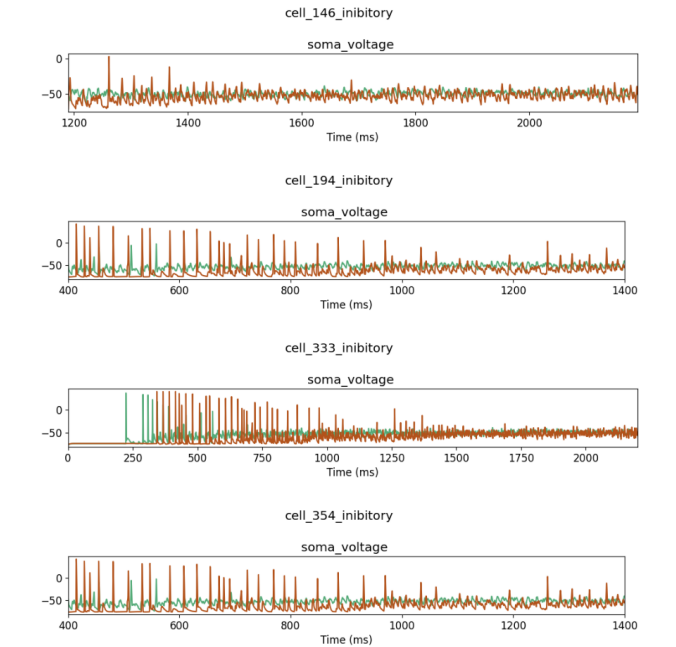 cell_146_inibitory
soma_voltage
0
−50
1200 1400 1600 1800 2000
Time (ms)
cell_194_inibitory
soma_voltage
0
−50
400 600 800 1000 1200 1400
Time (ms)
cell_333_inibitory
soma_voltage
0
−50
0 250 500 750 1000 1250 1500 1750 2000
Time (ms)
cell_354_inibitory
soma_voltage
0
−50
400 600 800 1000 1200 1400
Time (ms)